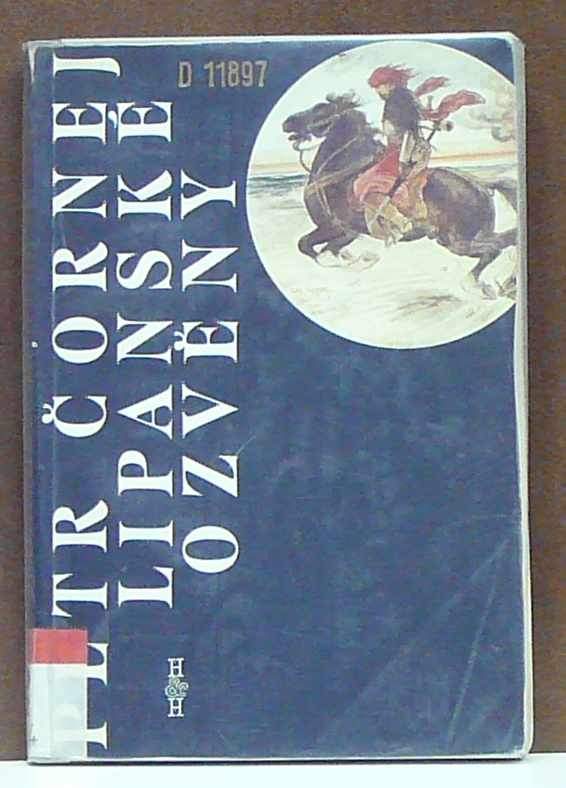 D 11897
PETR ČORNEJ
LIPANSKÉ
OZVĚNY
H
&
H